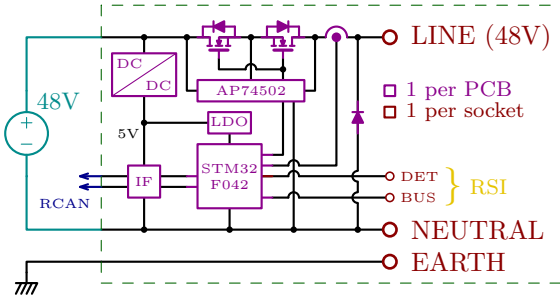 LINE (48V)
DC
DC
AP74502
1 per PCB
1 per socket
48V
5V
LDO
STM32
F042
IF
RCAN
DET
BUS
RSI
NEUTRAL
EARTH